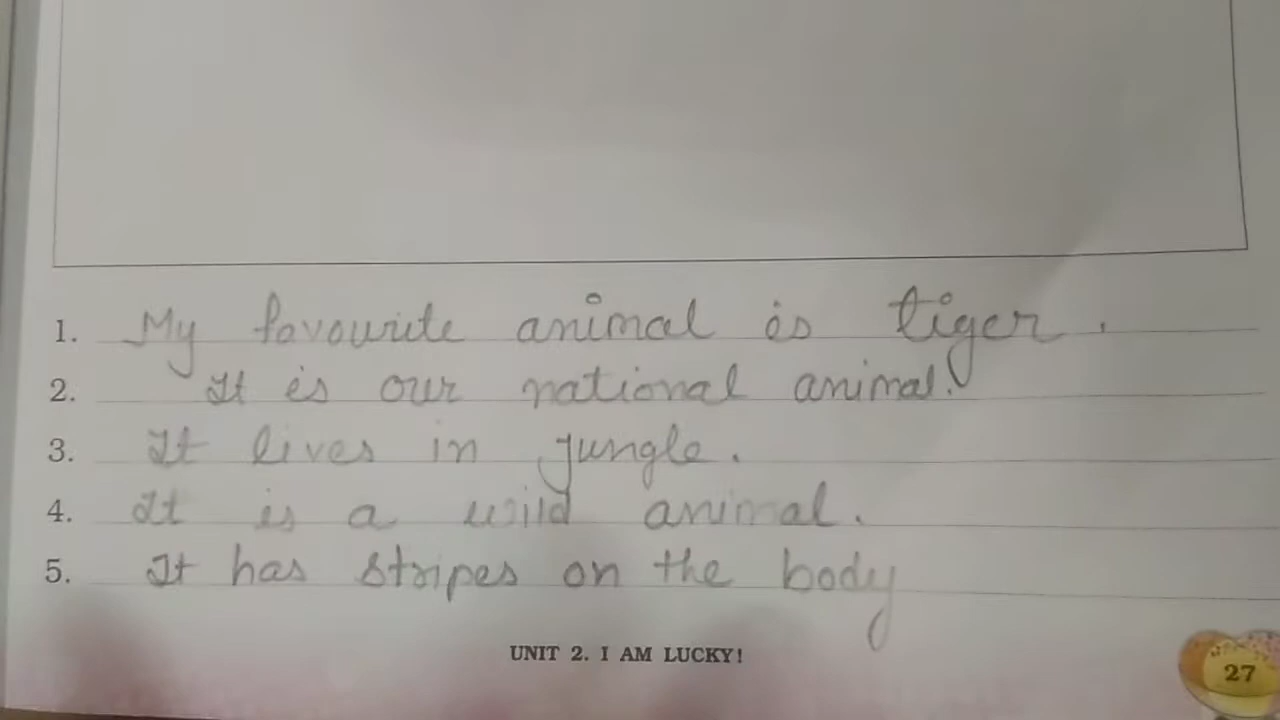 1. My favourite animal is tiger.
2. It is our national animal.
3. It lives in jungle.
4. It is a wild animal.
5. It has stripes on the body
UNIT 2. I AM LUCKY!
27